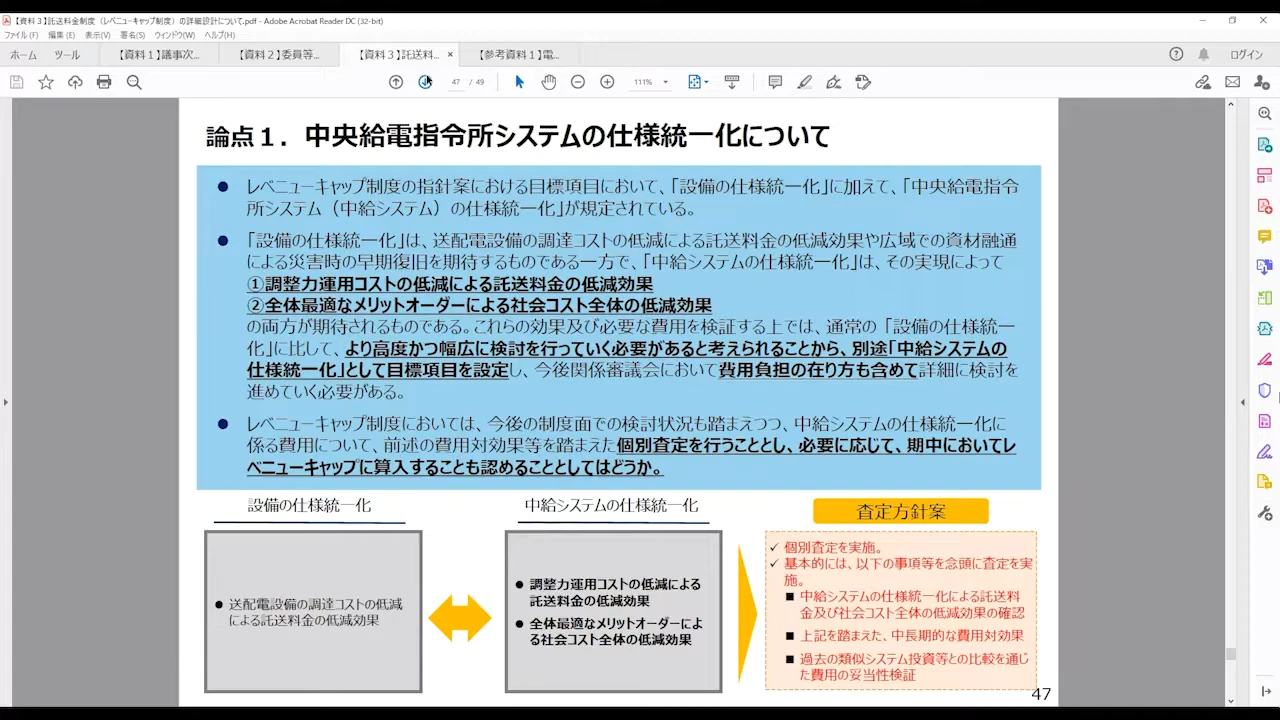 【資料３】託送料金制度（レベニューキャップ制度）の詳細設計について.pdf - Adobe Acrobat Reader DC (32-bit)
ファイル(F) 編集(E) 表示(V) 署名(S) ウィンドウ(W) ヘルプ(H)
ホーム ツール 【資料１】議事次... 【資料２】委員等... 【資料３】託送料... × 【参考資料１】電... ログイン
47 / 49 111%
論点１．中央給電指令所システムの仕様統一化について
● レベニューキャップ制度の指針案における目標項目において、「設備の仕様統一化」に加えて、「中央給電指令
所システム（中給システム）の仕様統一化」が規定されている。
● 「設備の仕様統一化」は、送配電設備の調達コストの低減による託送料金の低減効果や広域での資材融通
による災害時の早期復旧を期待するものである一方で、「中給システムの仕様統一化」は、その実現によって
①調整力運用コストの低減による託送料金の低減効果
②全体最適なメリットオーダーによる社会コスト全体の低減効果
の両方が期待されるものである。これらの効果及び必要な費用を検証する上では、通常の「設備の仕様統一
化」に比して、より高度かつ幅広に検討を行っていく必要があると考えられることから、別途「中給システムの
仕様統一化」として目標項目を設定し、今後関係審議会において費用負担の在り方も含めて詳細に検討を
進めていく必要がある。
● レベニューキャップ制度においては、今後の制度面での検討状況も踏まえつつ、中給システムの仕様統一化に
係る費用について、前述の費用対効果等を踏まえた個別査定を行うこととし、必要に応じて、期中においてレ
ベニューキャップに算入することも認めることとしてはどうか。
設備の仕様統一化
● 送配電設備の調達コストの低減
による託送料金の低減効果
中給システムの仕様統一化
● 調整力運用コストの低減による
託送料金の低減効果
● 全体最適なメリットオーダーによ
る社会コスト全体の低減効果
査定方針案
✓ 個別査定を実施。
✓ 基本的には、以下の事項等を念頭に査定を実
施。
■ 中給システムの仕様統一化による託送料
金及び社会コスト全体の低減効果の確認
■ 上記を踏まえた、中長期的な費用対効果
■ 過去の類似システム投資等との比較を通じ
た費用の妥当性検証
47